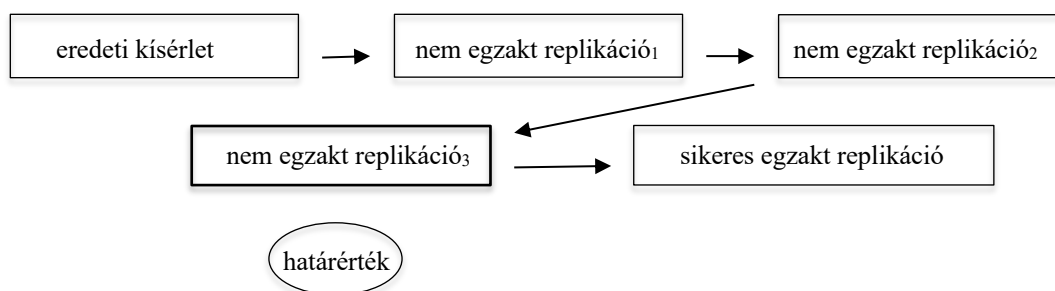 eredeti kísérlet
nem egzakt replikáció₁
nem egzakt replikáció₂
nem egzakt replikáció₃
sikeres egzakt replikáció
határérték